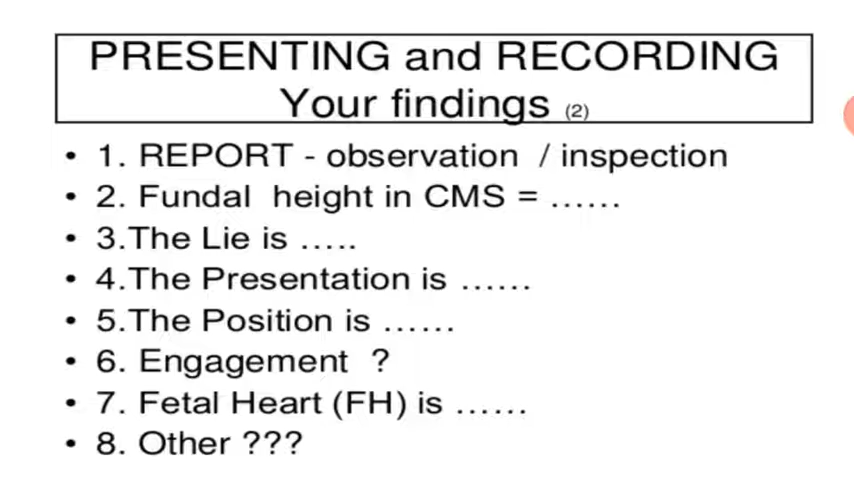 PRESENTING and RECORDING
Your findings (2)
• 1. REPORT - observation / inspection
• 2. Fundal height in CMS = ......
• 3.The Lie is .....
• 4.The Presentation is ......
• 5.The Position is ......
• 6. Engagement ?
• 7. Fetal Heart (FH) is ......
• 8. Other ???